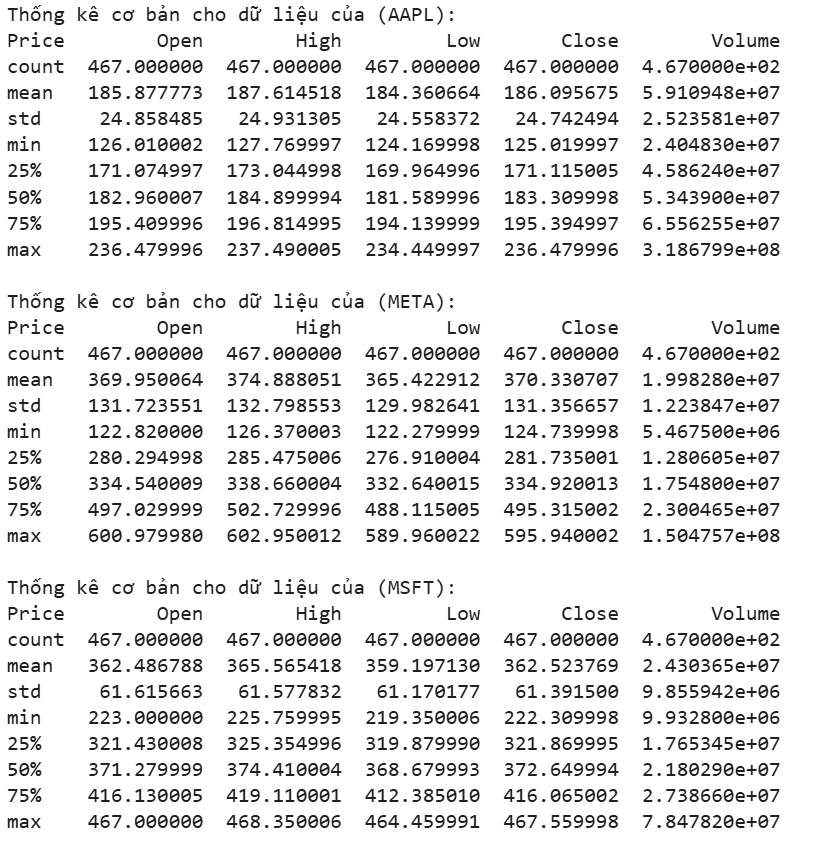 Thống kê cơ bản cho dữ liệu của (AAPL):
Price Open High Low Close Volume
count 467.000000 467.000000 467.000000 467.000000 4.670000e+02
mean 185.877773 187.614518 184.360664 186.095675 5.910948e+07
std 24.858485 24.931305 24.558372 24.742494 2.523581e+07
min 126.010002 127.769997 124.169998 125.019997 2.404830e+07
25% 171.074997 173.044998 169.964996 171.115005 4.586240e+07
50% 182.960007 184.899994 181.589996 183.309998 5.343900e+07
75% 195.409996 196.814995 194.139999 195.394997 6.556255e+07
max 236.479996 237.490005 234.449997 236.479996 3.186799e+08
Thống kê cơ bản cho dữ liệu của (META):
Price Open High Low Close Volume
count 467.000000 467.000000 467.000000 467.000000 4.670000e+02
mean 369.950064 374.888051 365.422912 370.330707 1.998280e+07
std 131.723551 132.798553 129.982641 131.356657 1.223847e+07
min 122.820000 126.370003 122.279999 124.739998 5.467500e+06
25% 280.294998 285.475006 276.910004 281.735001 1.280605e+07
50% 334.540009 338.660004 332.640015 334.920013 1.754800e+07
75% 497.029999 502.729996 488.115005 495.315002 2.300465e+07
max 600.979980 602.950012 589.960022 595.940002 1.504757e+08
Thống kê cơ bản cho dữ liệu của (MSFT):
Price Open High Low Close Volume
count 467.000000 467.000000 467.000000 467.000000 4.670000e+02
mean 362.486788 365.565418 359.197130 362.523769 2.430365e+07
std 61.615663 61.577832 61.170177 61.391500 9.855942e+06
min 223.000000 225.759995 219.350006 222.309998 9.932800e+06
25% 321.430008 325.354996 319.879990 321.869995 1.765345e+07
50% 371.279999 374.410004 368.679993 372.649994 2.180290e+07
75% 416.130005 419.110001 412.385010 416.065002 2.738660e+07
max 467.000000 468.350006 464.459991 467.559998 7.847820e+07